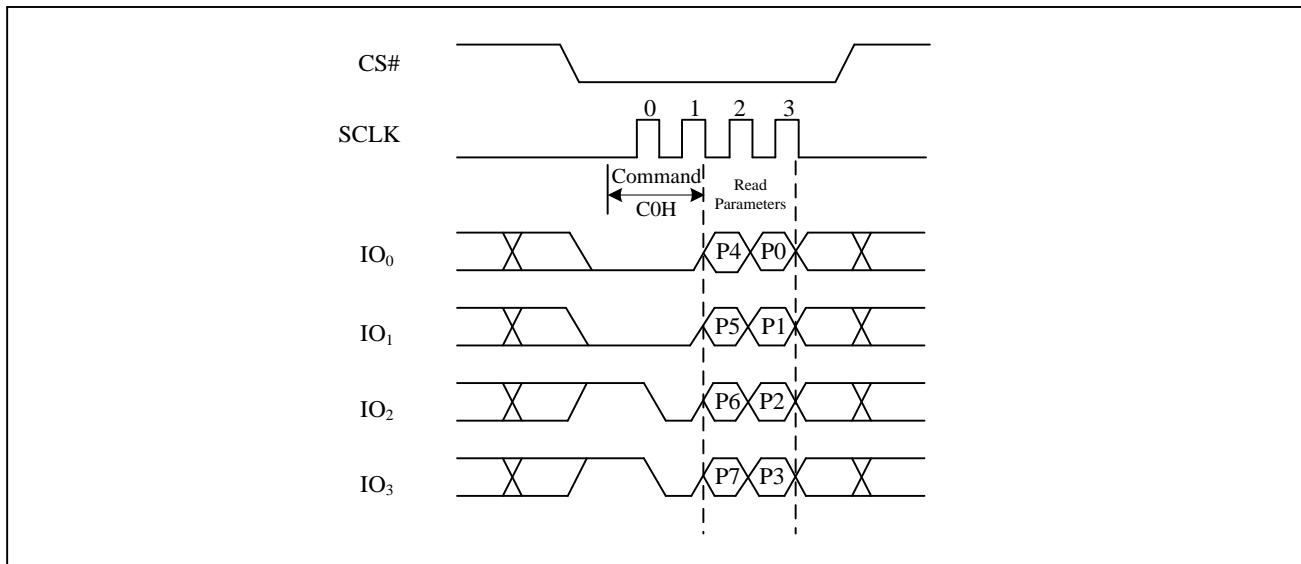 CS#
0 1 2 3
SCLK
Command Read
Parameters
C0H
IO₀ P4 P0
IO₁ P5 P1
IO₂ P6 P2
IO₃ P7 P3